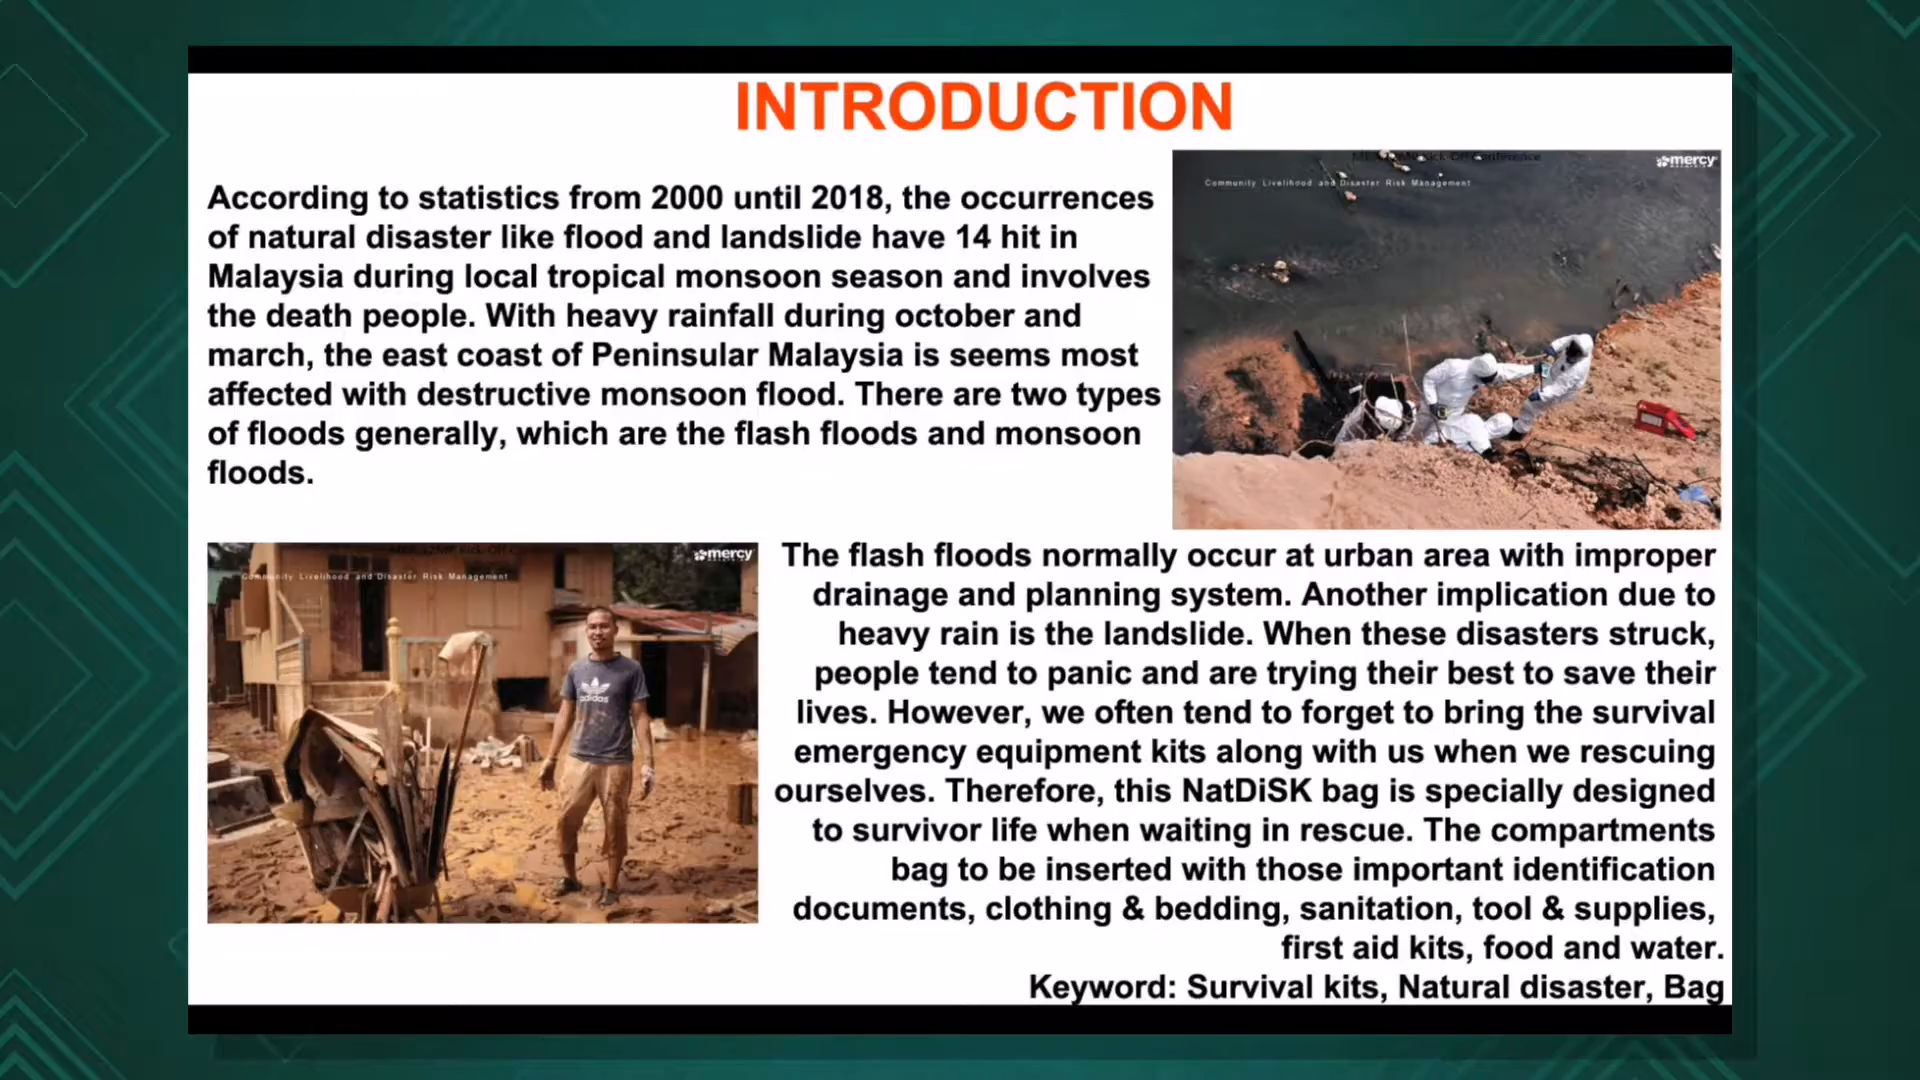 INTRODUCTION
According to statistics from 2000 until 2018, the occurrences
of natural disaster like flood and landslide have 14 hit in
Malaysia during local tropical monsoon season and involves
the death people. With heavy rainfall during october and
march, the east coast of Peninsular Malaysia is seems most
affected with destructive monsoon flood. There are two types
of floods generally, which are the flash floods and monsoon
floods.
mercy
Community Livelihood and Disaster Risk Management
mercy
Community Livelihood and Disaster Risk Management
adidas
The flash floods normally occur at urban area with improper
drainage and planning system. Another implication due to
heavy rain is the landslide. When these disasters struck,
people tend to panic and are trying their best to save their
lives. However, we often tend to forget to bring the survival
emergency equipment kits along with us when we rescuing
ourselves. Therefore, this NatDiSK bag is specially designed
to survivor life when waiting in rescue. The compartments
bag to be inserted with those important identification
documents, clothing & bedding, sanitation, tool & supplies,
first aid kits, food and water.
Keyword: Survival kits, Natural disaster, Bag